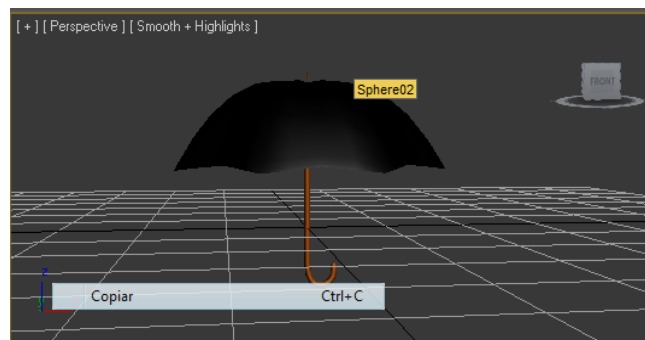 [ + ] [ Perspective ] [ Smooth + Highlights ]
Sphere02
FRONT
Copiar Ctrl+C